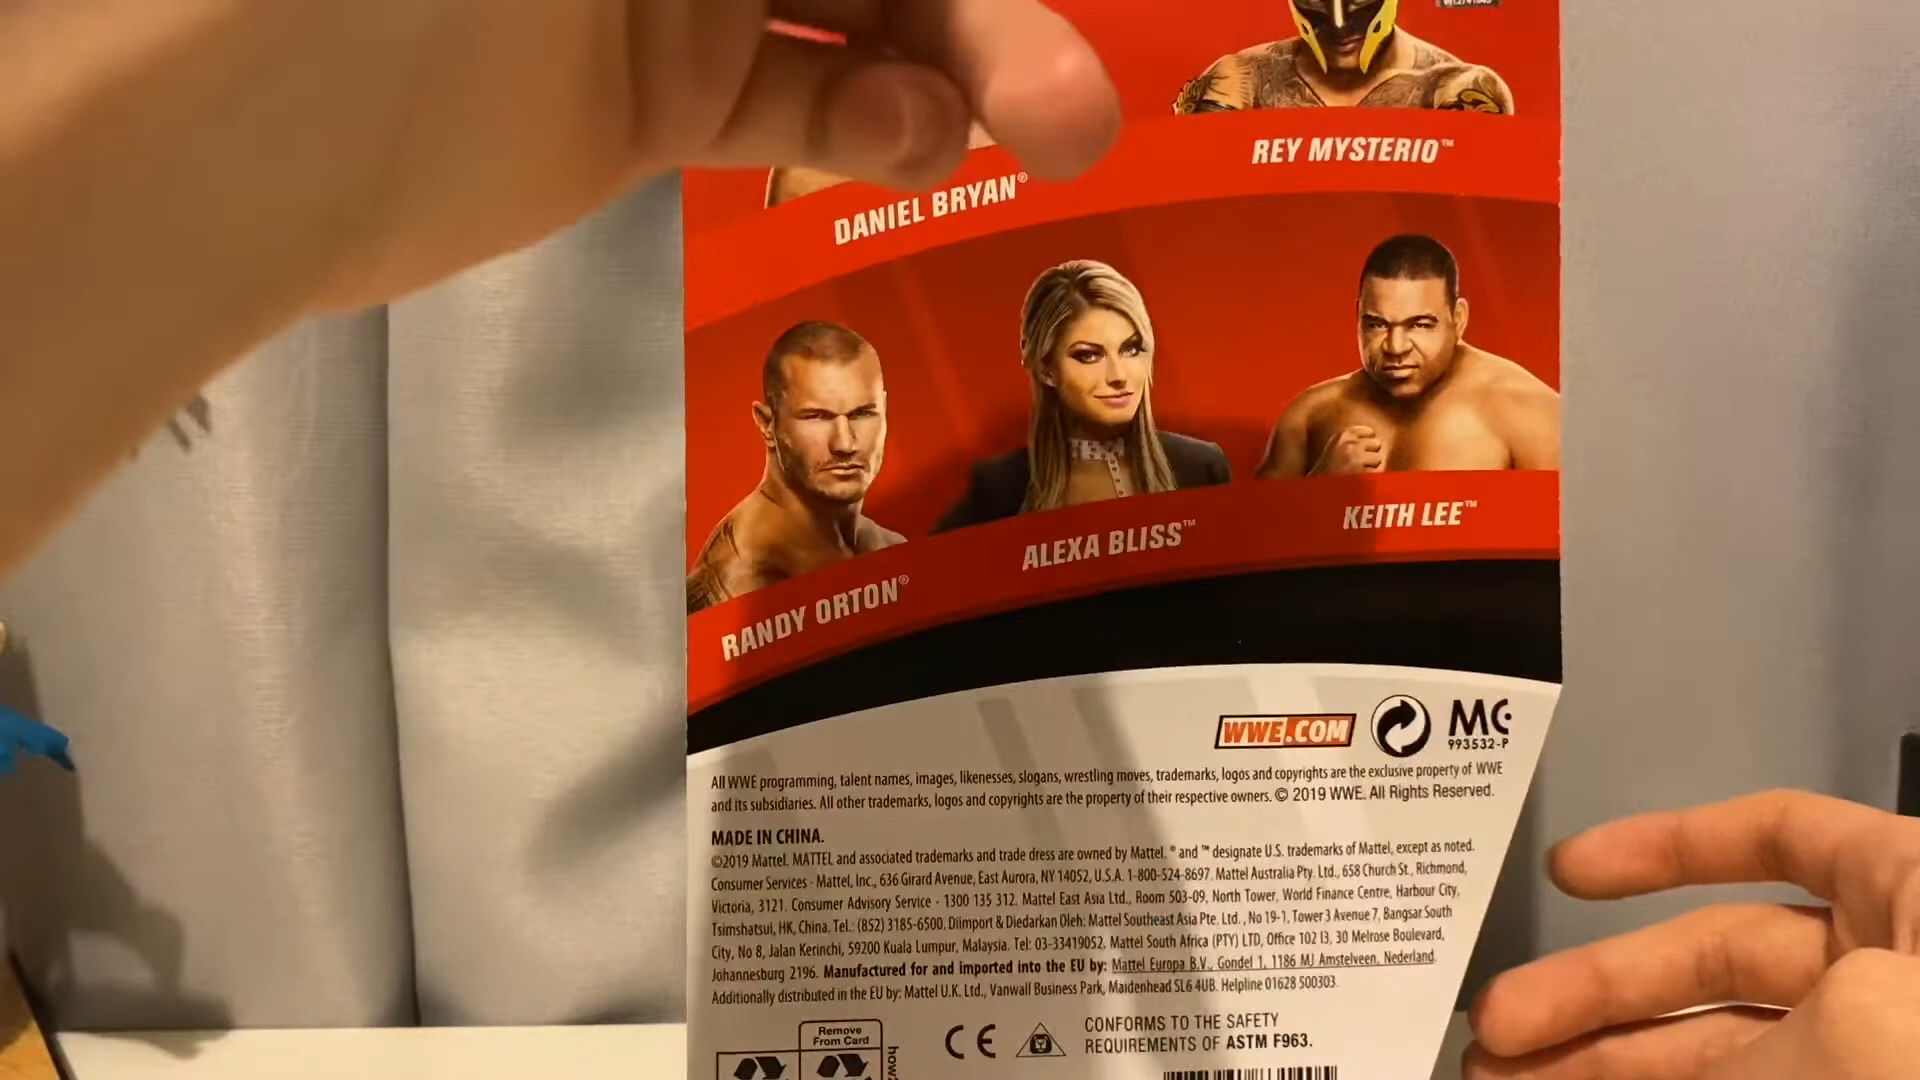 REY MYSTERIO™
DANIEL BRYAN®
KEITH LEE™
ALEXA BLISS™
RANDY ORTON®
WWE.COM
MC
993532-P
All WWE programming, talent names, images, likenesses, slogans, wrestling moves, trademarks, logos and copyrights are the exclusive property of WWE
and its subsidiaries. All other trademarks, logos and copyrights are the property of their respective owners. © 2019 WWE. All Rights Reserved.
MADE IN CHINA.
©2019 Mattel. MATTEL and associated trademarks and trade dress are owned by Mattel. ® and ™ designate U.S. trademarks of Mattel, except as noted.
Consumer Services - Mattel, Inc., 636 Girard Avenue, East Aurora, NY 14052, U.S.A. 1-800-524-8697. Mattel Australia Pty. Ltd., 658 Church St., Richmond,
Victoria, 3121. Consumer Advisory Service - 1300 135 312. Mattel East Asia Ltd., Room 503-09, North Tower, World Finance Centre, Harbour City,
Tsimshatsui, HK, China. Tel.: (852) 3185-6500. Diimport & Diedarkan Oleh: Mattel Southeast Asia Pte. Ltd., No 19-1, Tower 3 Avenue 7, Bangsar South
City, No 8, Jalan Kerinchi, 59200 Kuala Lumpur, Malaysia. Tel: 03-33419052. Mattel South Africa (PTY) LTD, Office 102 I3, 30 Melrose Boulevard,
Johannesburg 2196. Manufactured for and imported into the EU by: Mattel Europa B.V., Gondel 1, 1186 MJ Amstelveen, Nederland.
Additionally distributed in the EU by: Mattel U.K. Ltd., Vanwall Business Park, Maidenhead SL6 4UB. Helpline 01628 500303.
Remove
From Card
how
CE
CONFORMS TO THE SAFETY
REQUIREMENTS OF ASTM F963.